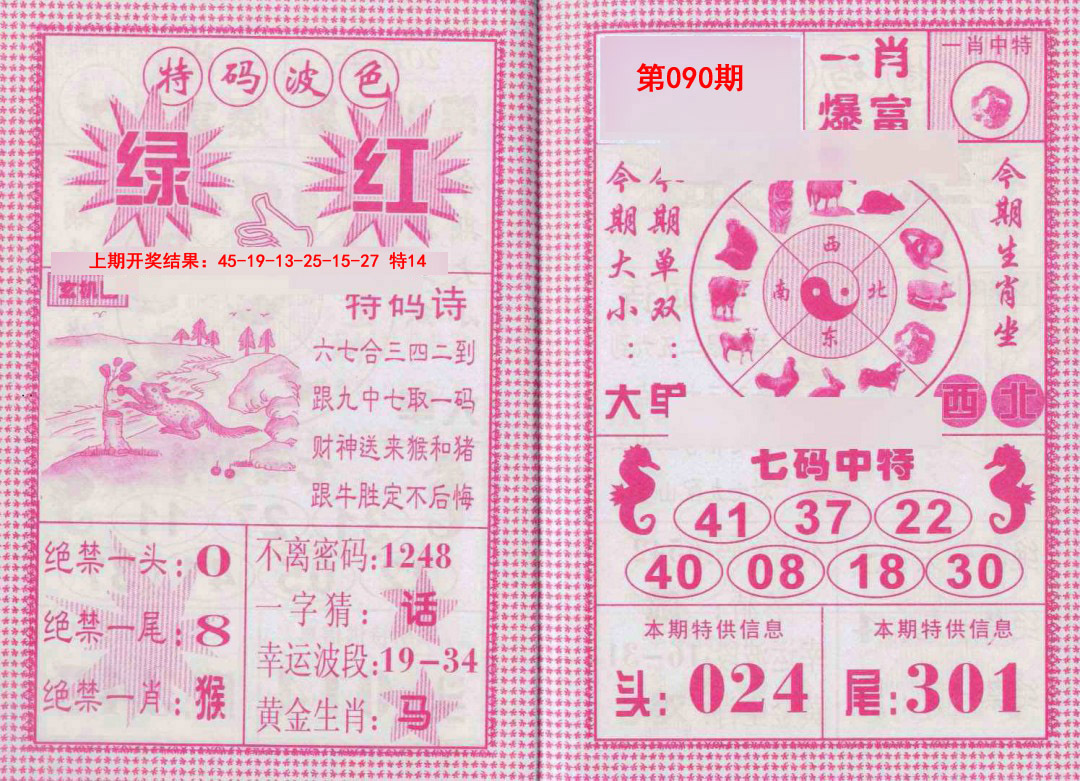 特码波色
绿 红
上期开奖结果：45-19-13-25-15-27 特14
玄机
特码诗
六七合三四二到
跟九中七取一码
财神送来猴和猪
跟牛胜定不后悔
绝禁一头：0
绝禁一尾：8
绝禁一肖：猴
不离密码：1248
一字猜：话
幸运波段：19-34
黄金生肖：马
第090期
一肖
爆富
一肖中特
今期大小：大
今期单双：
西
南 北
东
今期生肖坐
西北
七码中特
41 37 22
40 08 18 30
本期特供信息
头：024
本期特供信息
尾：301